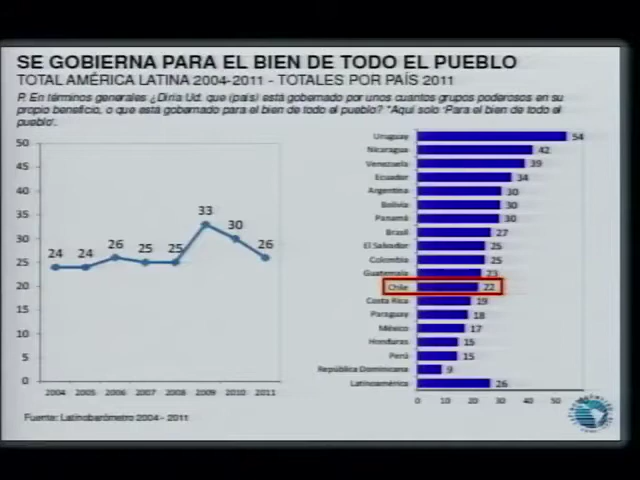 SE GOBIERNA PARA EL BIEN DE TODO EL PUEBLO
TOTAL AMÉRICA LATINA 2004-2011 - TOTALES POR PAÍS 2011
P. En términos generales ¿Diría Ud. que (país) está gobernado por unos cuantos grupos poderosos en su
propio beneficio, o que está gobernado para el bien de todo el pueblo? *Aquí solo 'Para el bien de todo el
pueblo'.
50
45
40
35
30
25
20
15
10
5
0
24 24 26 25 25 33 30 26
2004 2005 2006 2007 2008 2009 2010 2011
Uruguay 54
Nicaragua 42
Venezuela 39
Ecuador 34
Argentina 30
Bolivia 30
Panamá 30
Brasil 27
El Salvador 25
Colombia 25
Guatemala 23
Chile 22
Costa Rica 19
Paraguay 18
México 17
Honduras 15
Perú 15
República Dominicana 9
Latinoamérica 26
0 10 20 30 40 50
Fuente: Latinobarómetro 2004 - 2011